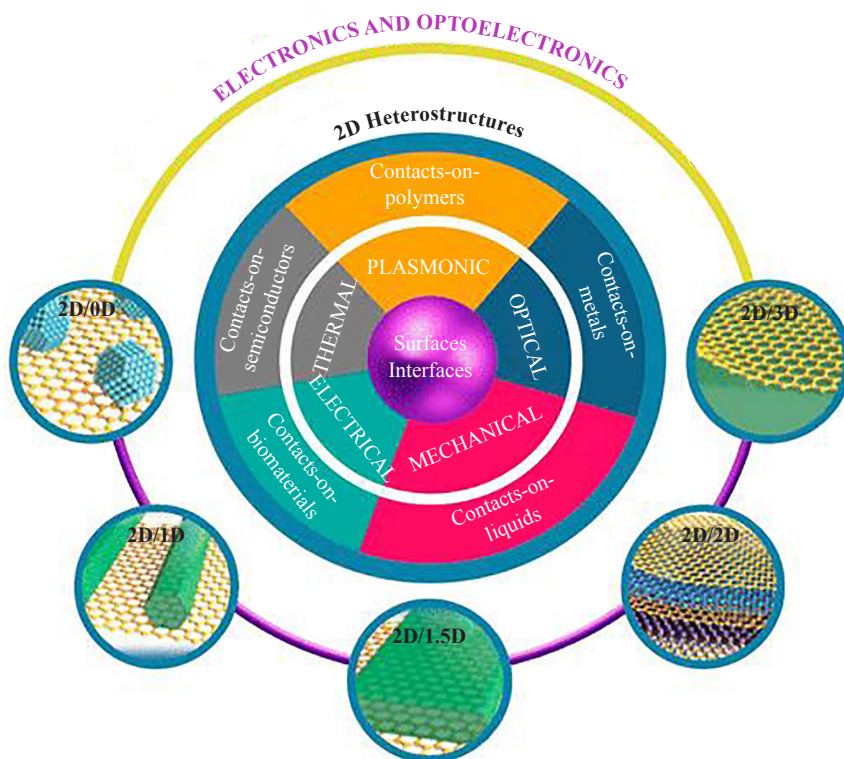 ELECTRONICS AND OPTOELECTRONICS
2D Heterostructures
Contacts-on-
polymers
PLASMONIC
Contacts-on-
semiconductors
THERMAL
OPTICAL
Contacts-on-
metals
Surfaces
Interfaces
ELECTRICAL
Contacts-on-
biomaterials
MECHANICAL
Contacts-on-
liquids
2D/0D
2D/3D
2D/1D
2D/2D
2D/1.5D